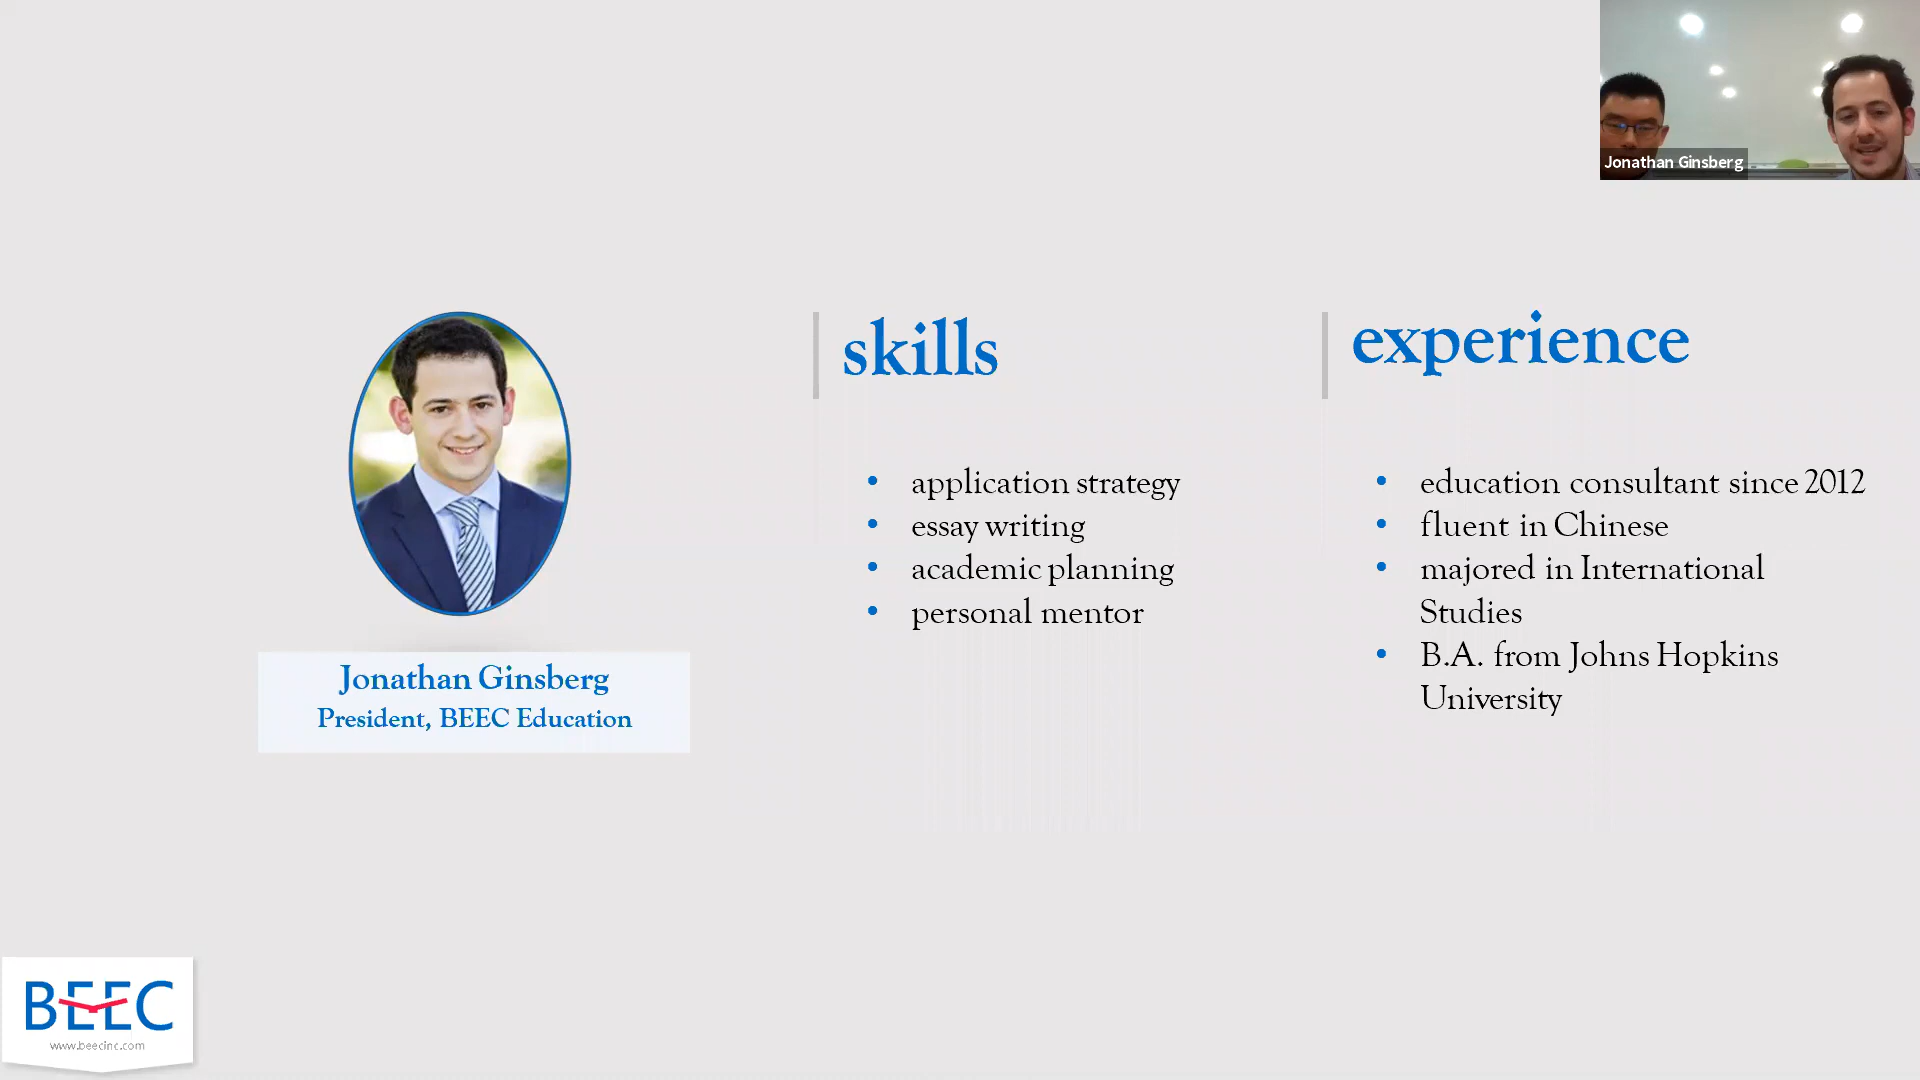 Jonathan Ginsberg
skills
experience
• application strategy
• essay writing
• academic planning
• personal mentor
• education consultant since 2012
• fluent in Chinese
• majored in International
Studies
• B.A. from Johns Hopkins
University
Jonathan Ginsberg
President, BEEC Education
BEEC
www.beecinc.com